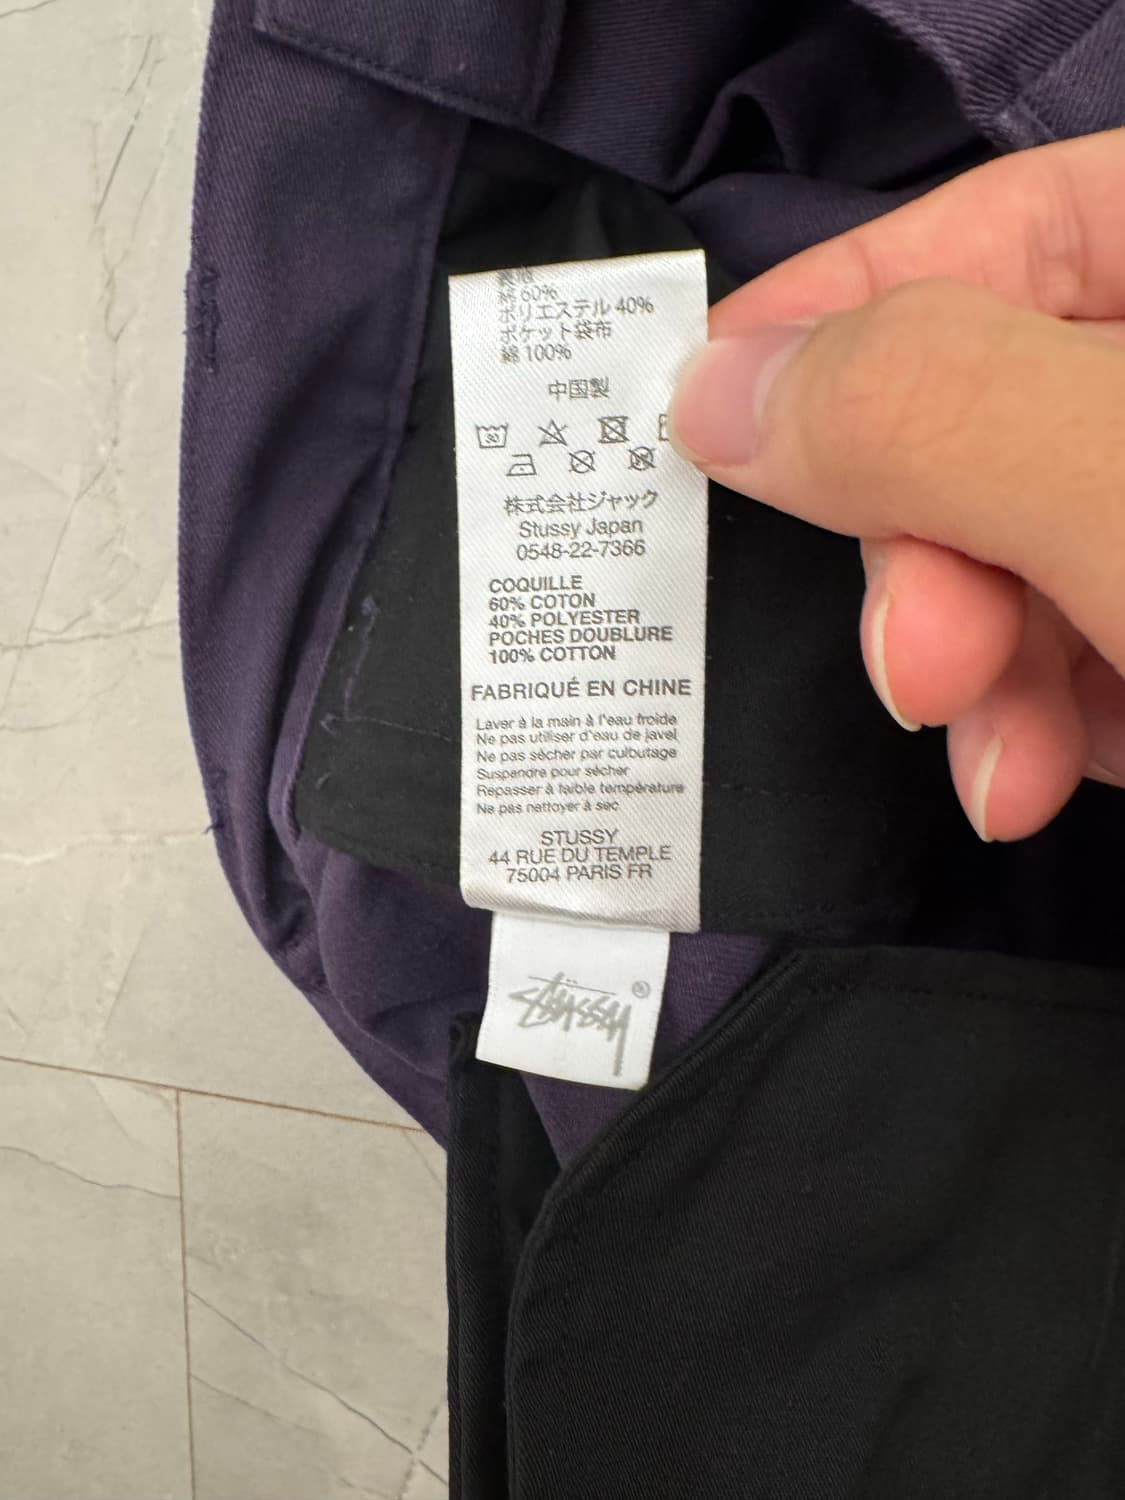 表地
綿 60%
ポリエステル 40%
ポケット袋布
綿 100%
中国製
30
株式会社ジャック
Stussy Japan
0548-22-7366
COQUILLE
60% COTON
40% POLYESTER
POCHES DOUBLURE
100% COTTON
FABRIQUÉ EN CHINE
Laver à la main à l'eau froide
Ne pas utiliser d'eau de javel
Ne pas sécher par culbutage
Suspendre pour sécher
Repasser à faible température
Ne pas nettoyer à sec
STUSSY
44 RUE DU TEMPLE
75004 PARIS FR
STÜSSY ®